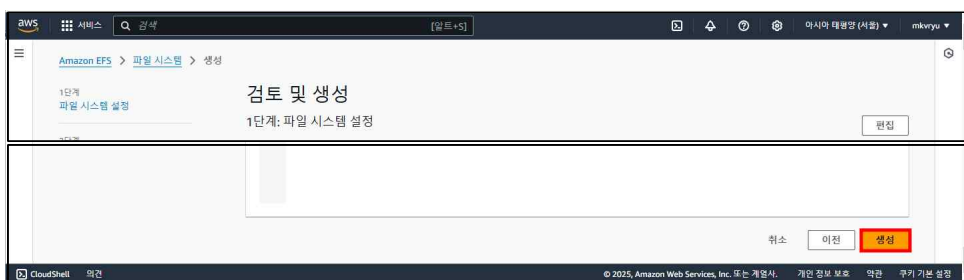 aws 서비스 검색 [알트+S] 아시아 태평양 (서울) ▼ mkvryu ▼
Amazon EFS > 파일 시스템 > 생성
1단계
파일 시스템 설정
검토 및 생성
1단계: 파일 시스템 설정
편집
취소 이전 생성
CloudShell 의견 © 2025, Amazon Web Services, Inc. 또는 계열사. 개인 정보 보호 약관 쿠키 기본 설정